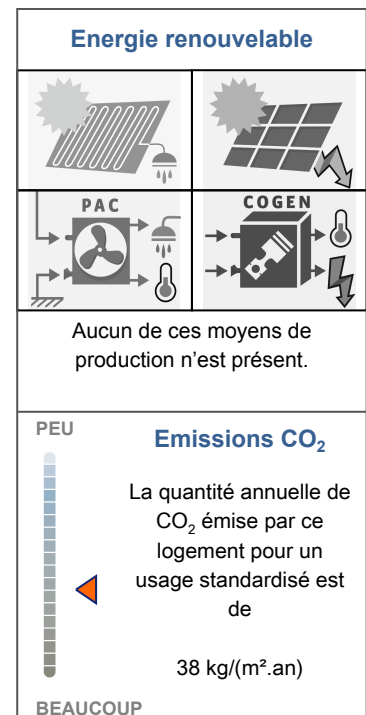 Energie renouvelable
PAC
COGEN
Aucun de ces moyens de
production n'est présent.
PEU
Emissions CO₂
La quantité annuelle de
CO₂ émise par ce
logement pour un
usage standardisé est
de
38 kg/(m².an)
BEAUCOUP